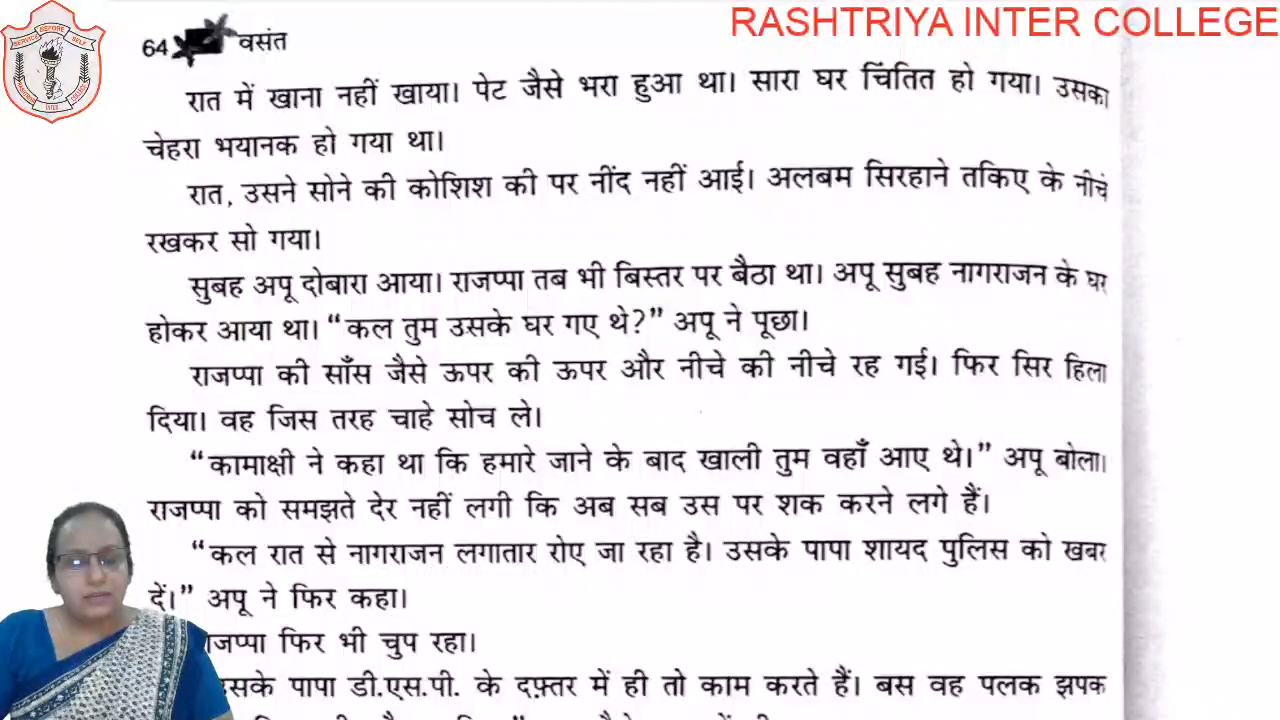 RASHTRIYA INTER COLLEGE
SERVICE BEFORE SELF
64 वसंत
रात में खाना नहीं खाया। पेट जैसे भरा हुआ था। सारा घर चिंतित हो गया। उसका
चेहरा भयानक हो गया था।
रात, उसने सोने की कोशिश की पर नींद नहीं आई। अलबम सिरहाने तकिए के नीचे
रखकर सो गया।
सुबह अपू दोबारा आया। राजप्पा तब भी बिस्तर पर बैठा था। अपू सुबह नागराजन के घर
होकर आया था। “कल तुम उसके घर गए थे?” अपू ने पूछा।
राजप्पा की साँस जैसे ऊपर की ऊपर और नीचे की नीचे रह गई। फिर सिर हिला
दिया। वह जिस तरह चाहे सोच ले।
“कामाक्षी ने कहा था कि हमारे जाने के बाद खाली तुम वहाँ आए थे।” अपू बोला।
राजप्पा को समझते देर नहीं लगी कि अब सब उस पर शक करने लगे हैं।
“कल रात से नागराजन लगातार रोए जा रहा है। उसके पापा शायद पुलिस को खबर
दें।” अपू ने फिर कहा।
फिर भी चुप रहा।
पापा डी.एस.पी. के दफ़्तर में ही तो काम करते हैं। बस वह पलक झपक